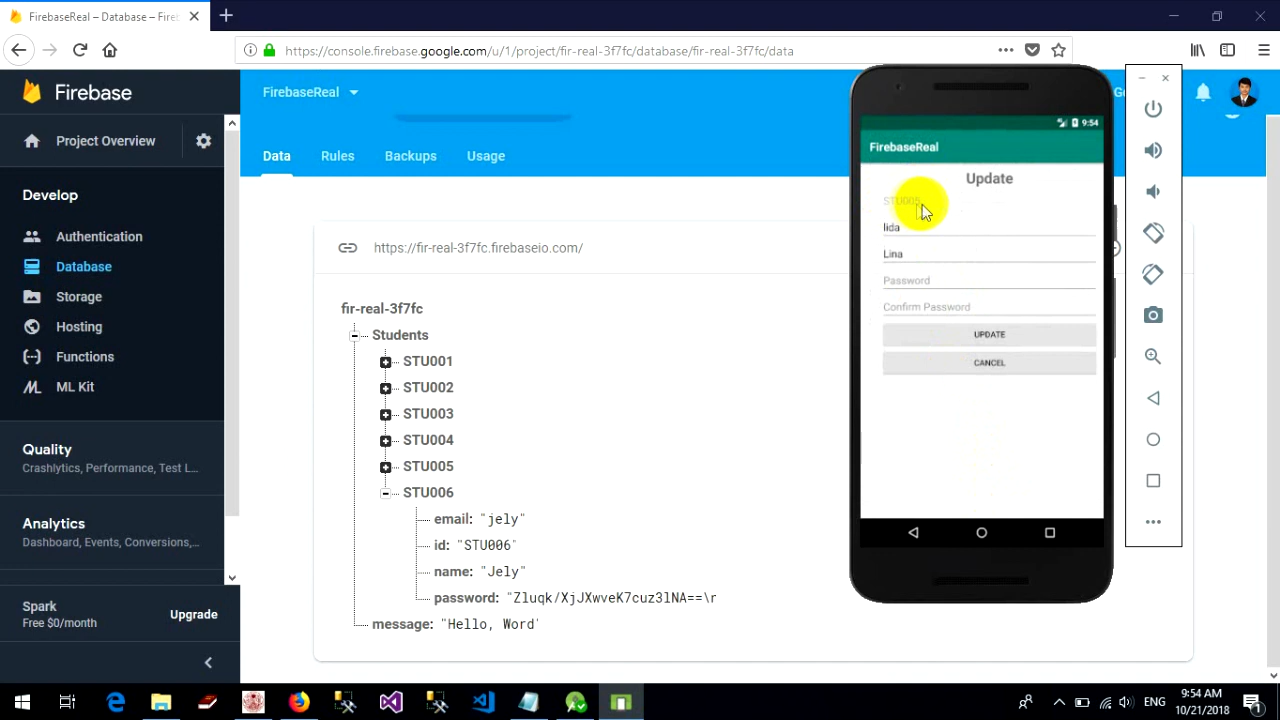 FirebaseReal – Database – Fire
https://console.firebase.google.com/u/1/project/fir-real-3f7fc/database/fir-real-3f7fc/data
Firebase
FirebaseReal
Go
Project Overview
Data
Rules
Backups
Usage
Develop
Authentication
Database
Storage
Hosting
Functions
ML Kit
Quality
Crashlytics, Performance, Test L...
Analytics
Dashboard, Events, Conversions,...
Spark
Free $0/month
Upgrade
https://fir-real-3f7fc.firebaseio.com/
fir-real-3f7fc
Students
STU001
STU002
STU003
STU004
STU005
STU006
email: "jely"
id: "STU006"
name: "Jely"
password: "Zluqk/XjJXwveK7cuz3lNA==\r
message: "Hello, Word'
9:54
FirebaseReal
Update
STU005
lida
Lina
Password
Confirm Password
UPDATE
CANCEL
ENG
9:54 AM
10/21/2018
1